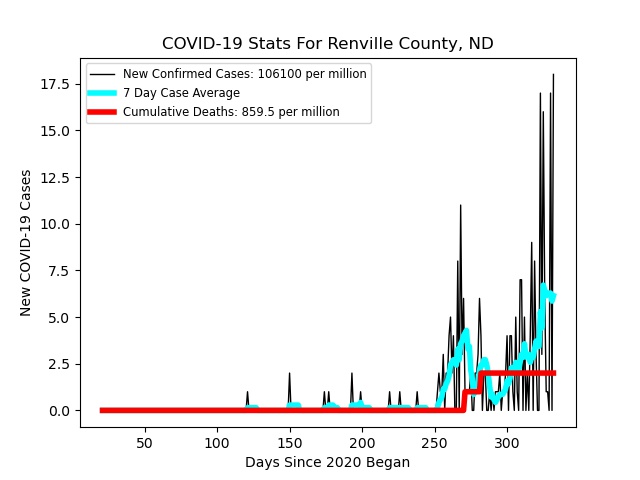 COVID-19 Stats For Renville County, ND
New Confirmed Cases: 106100 per million
7 Day Case Average
Cumulative Deaths: 859.5 per million
17.5
15.0
12.5
10.0
7.5
5.0
2.5
0.0
New COVID-19 Cases
50 100 150 200 250 300
Days Since 2020 Began